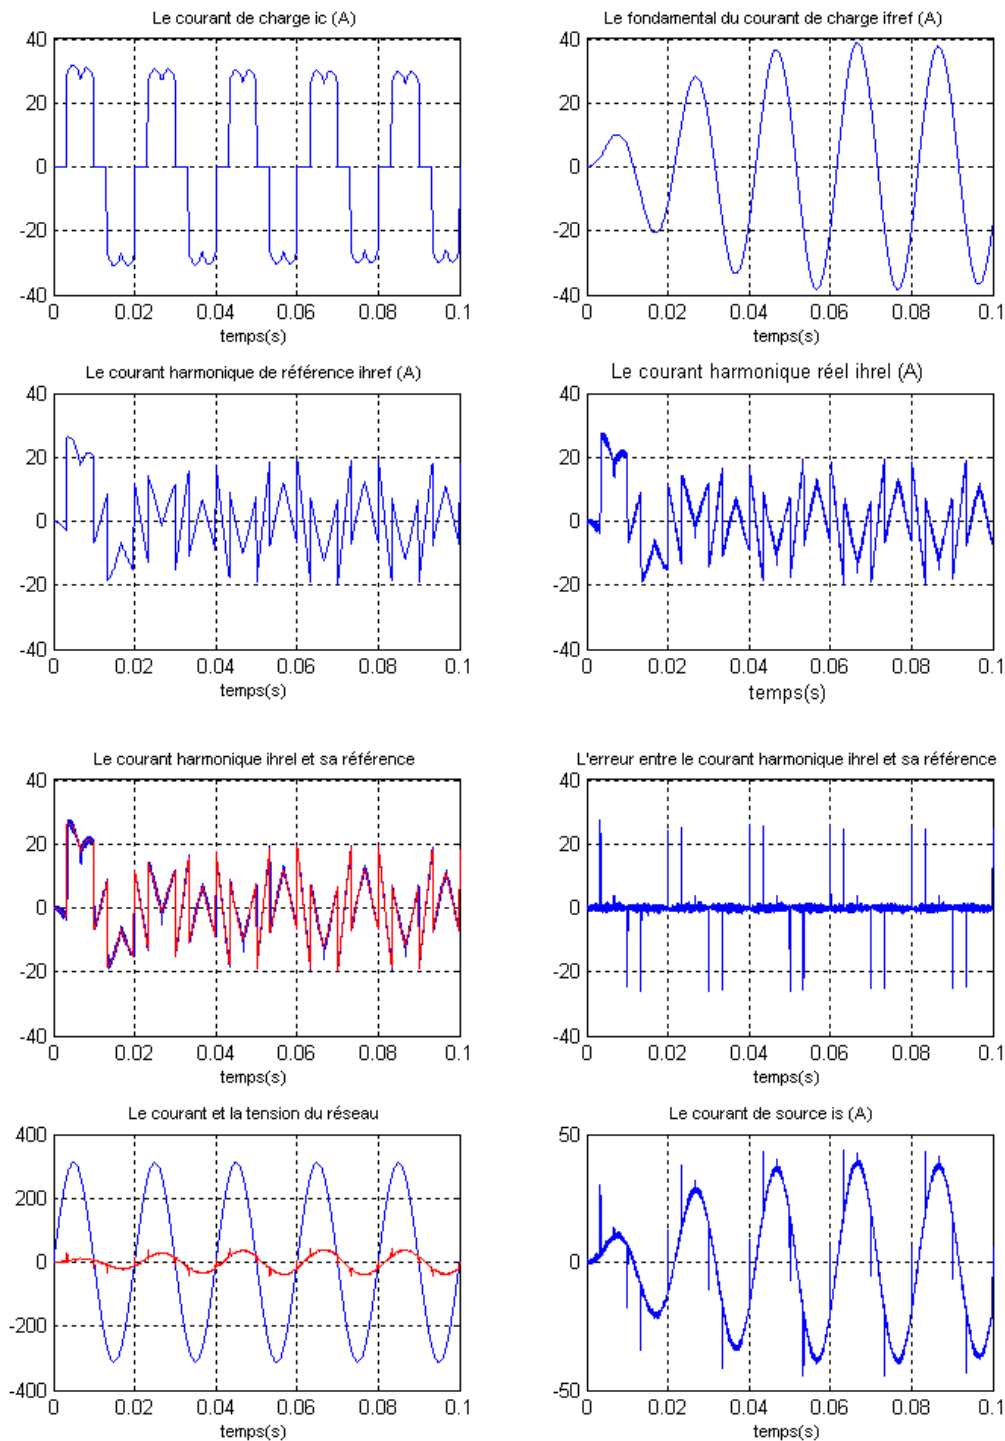 Le courant de charge ic (A)
40
20
0
-20
-40
0 0.02 0.04 0.06 0.08 0.1
temps(s)
Le fondamental du courant de charge ifref (A)
40
20
0
-20
-40
0 0.02 0.04 0.06 0.08 0.1
temps(s)
Le courant harmonique de référence ihref (A)
40
20
0
-20
-40
0 0.02 0.04 0.06 0.08 0.1
temps(s)
Le courant harmonique réel ihrel (A)
40
20
0
-20
-40
0 0.02 0.04 0.06 0.08 0.1
temps(s)
Le courant harmonique ihrel et sa référence
40
20
0
-20
-40
0 0.02 0.04 0.06 0.08 0.1
temps(s)
L'erreur entre le courant harmonique ihrel et sa référence
40
20
0
-20
-40
0 0.02 0.04 0.06 0.08 0.1
temps(s)
Le courant et la tension du réseau
400
200
0
-200
-400
0 0.02 0.04 0.06 0.08 0.1
temps(s)
Le courant de source is (A)
50
0
-50
0 0.02 0.04 0.06 0.08 0.1
temps(s)